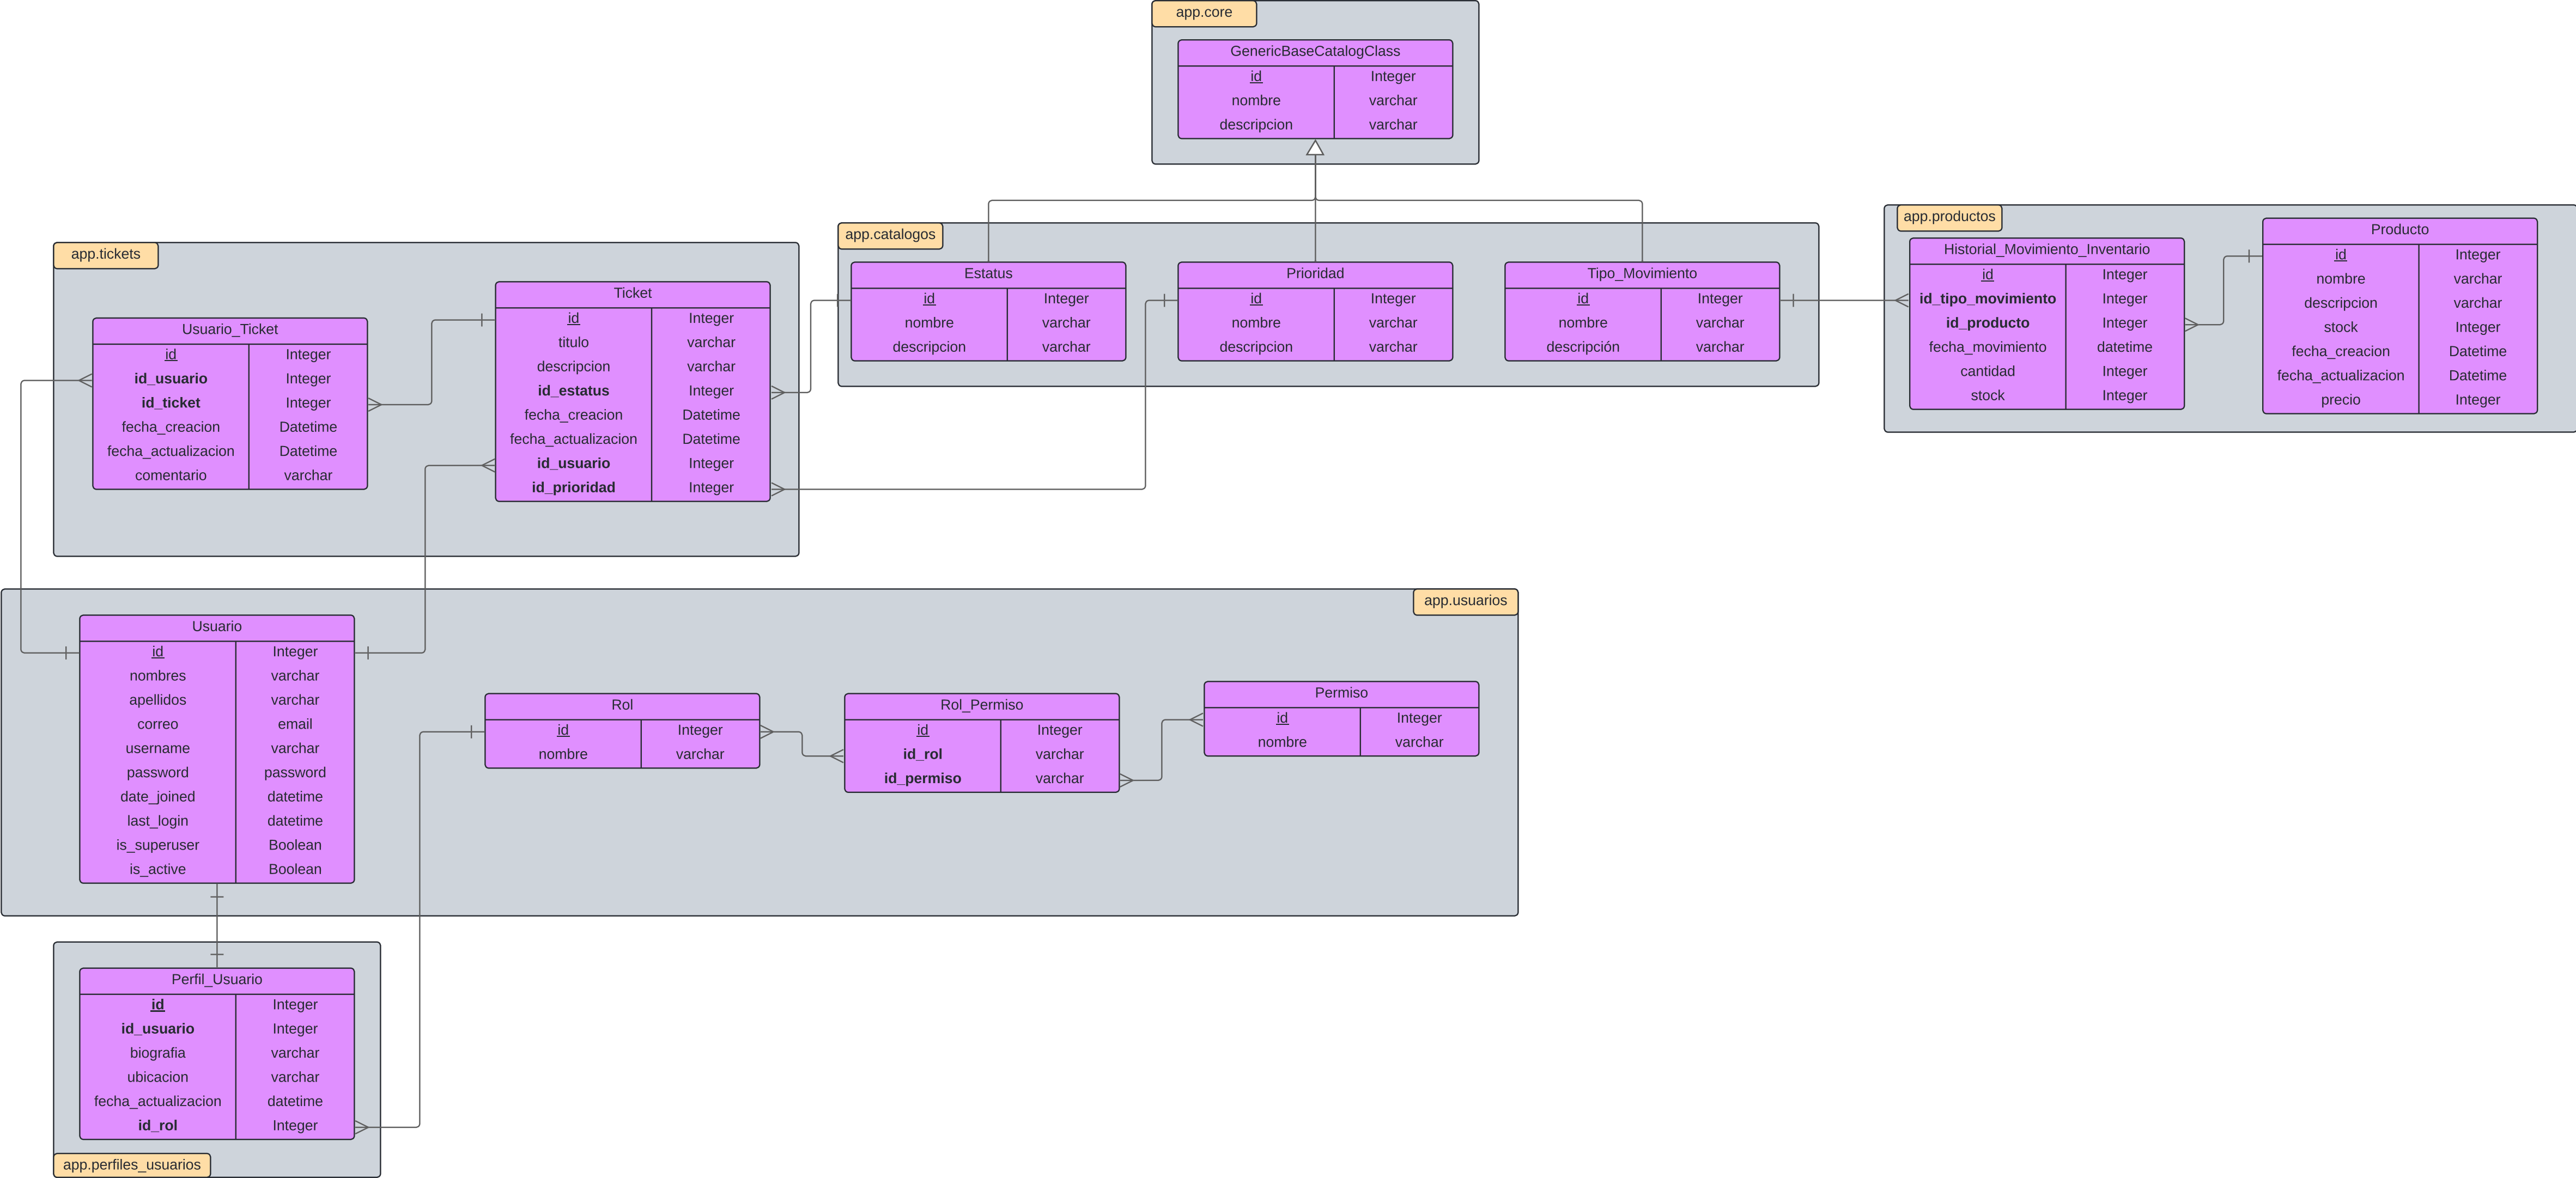 app.core
GenericBaseCatalogClass
id Integer
nombre varchar
descripcion varchar
app.tickets
Usuario_Ticket
id Integer
id_usuario Integer
id_ticket Integer
fecha_creacion Datetime
fecha_actualizacion Datetime
comentario varchar
Ticket
id Integer
titulo varchar
descripcion varchar
id_estatus Integer
fecha_creacion Datetime
fecha_actualizacion Datetime
id_usuario Integer
id_prioridad Integer
app.catalogos
Estatus
id Integer
nombre varchar
descripcion varchar
Prioridad
id Integer
nombre varchar
descripcion varchar
Tipo_Movimiento
id Integer
nombre varchar
descripción varchar
app.productos
Historial_Movimiento_Inventario
id Integer
id_tipo_movimiento Integer
id_producto Integer
fecha_movimiento datetime
cantidad Integer
stock Integer
Producto
id Integer
nombre varchar
descripcion varchar
stock Integer
fecha_creacion Datetime
fecha_actualizacion Datetime
precio Integer
app.usuarios
Usuario
id Integer
nombres varchar
apellidos varchar
correo email
username varchar
password password
date_joined datetime
last_login datetime
is_superuser Boolean
is_active Boolean
Rol
id Integer
nombre varchar
Rol_Permiso
id Integer
id_rol varchar
id_permiso varchar
Permiso
id Integer
nombre varchar
Perfil_Usuario
id Integer
id_usuario Integer
biografia varchar
ubicacion varchar
fecha_actualizacion datetime
id_rol Integer
app.perfiles_usuarios